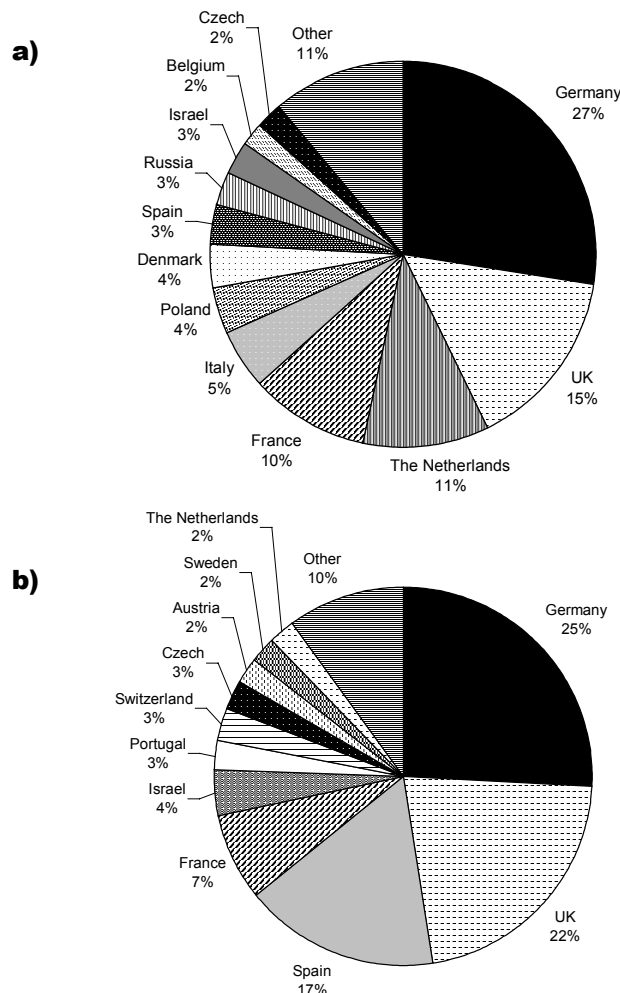 a)
Czech
2%
Other
11%
Belgium
2%
Germany
27%
Israel
3%
Russia
3%
Spain
3%
Denmark
4%
Poland
4%
Italy
5%
UK
15%
France
10%
The Netherlands
11%
b)
The Netherlands
2%
Other
10%
Sweden
2%
Germany
25%
Austria
2%
Czech
3%
Switzerland
3%
Portugal
3%
Israel
4%
France
7%
UK
22%
Spain
17%